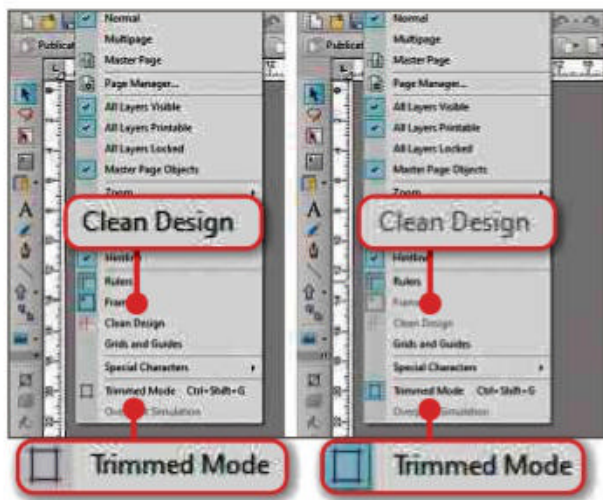 Normal
Multipage
Master Page
Page Manager...
All Layers Visible
All Layers Printable
All Layers Locked
Master Page Objects
Zoom
Clean Design
Rulers
Clean Design
Grids and Guides
Special Characters
Trimmed Mode Ctrl+Shift+G
Trimmed Mode
Normal
Multipage
Master Page
Page Manager...
All Layers Visible
All Layers Printable
All Layers Locked
Master Page Objects
Zoom
Clean Design
Rulers
Clean Design
Grids and Guides
Special Characters
Trimmed Mode Ctrl+Shift+G
Trimmed Mode